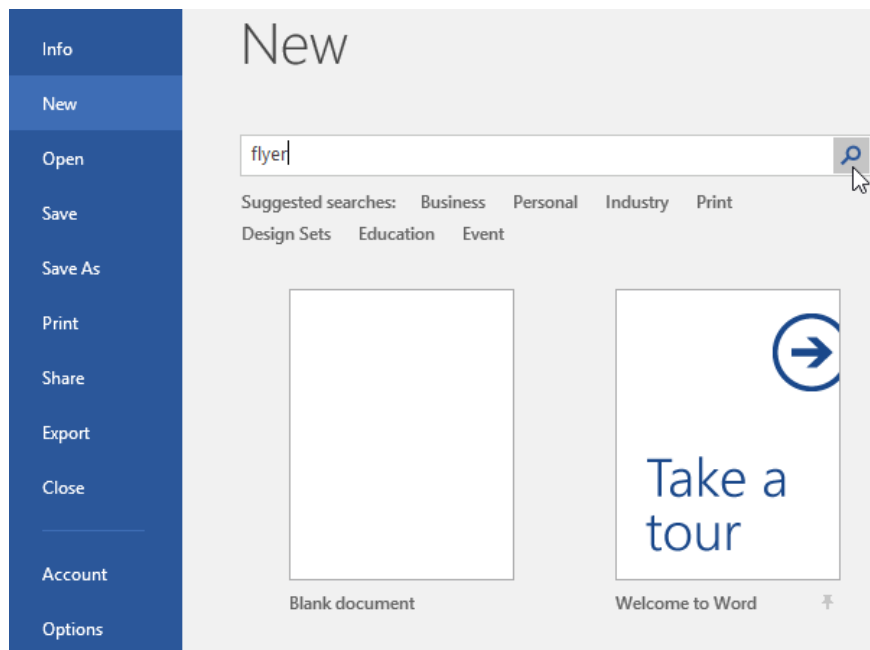 Info
New
Open
Save
Save As
Print
Share
Export
Close
Account
Options
New
flyer
Suggested searches: Business Personal Industry Print
Design Sets Education Event
Take a
tour
Blank document
Welcome to Word